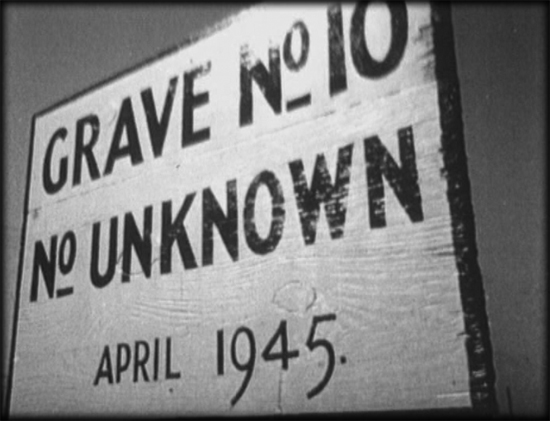 GRAVE No 10
No UNKNOWN
APRIL 1945.